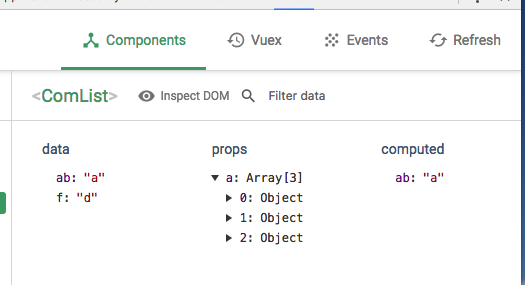 Components
Vuex
Events
Refresh
<ComList>
Inspect DOM
Filter data
data
ab: "a"
f: "d"
props
a: Array[3]
0: Object
1: Object
2: Object
computed
ab: "a"